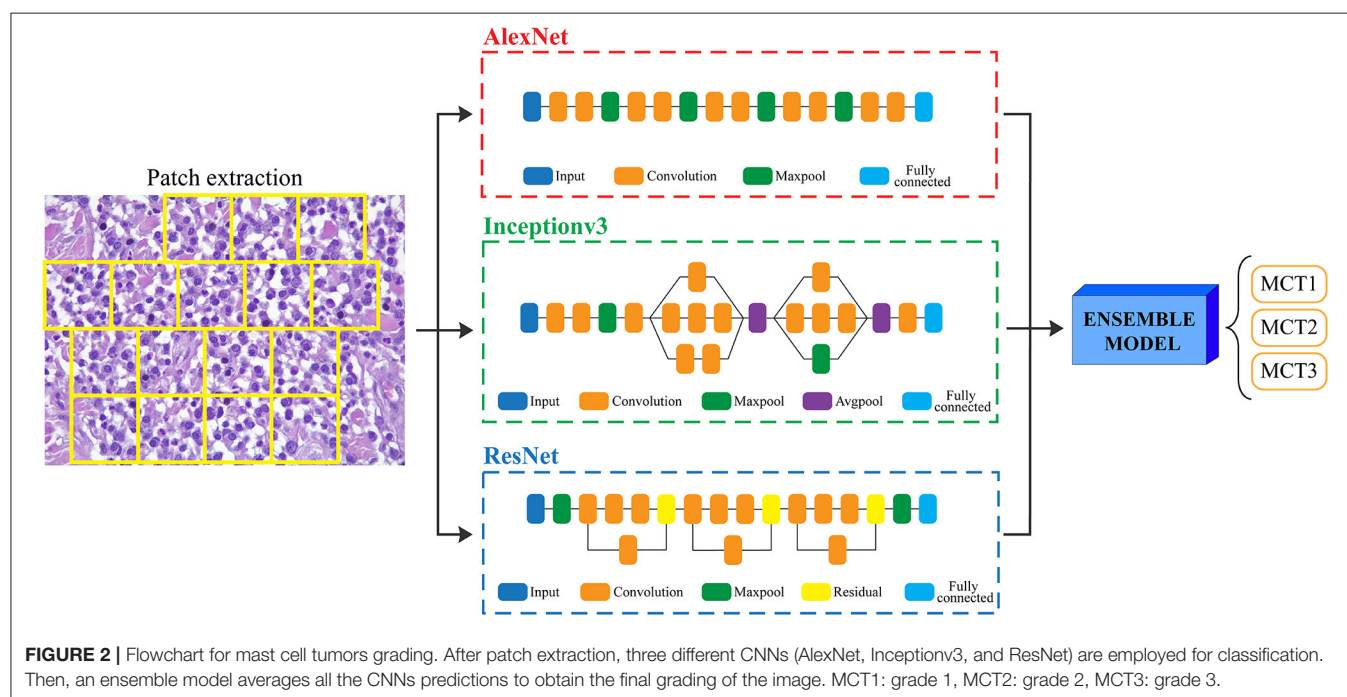 AlexNet
Input Convolution Maxpool Fully connected
Patch extraction
Inceptionv3
Input Convolution Maxpool Avgpool Fully connected
ENSEMBLE
MODEL
MCT1
MCT2
MCT3
ResNet
Input Convolution Maxpool Residual Fully connected
FIGURE 2 | Flowchart for mast cell tumors grading. After patch extraction, three different CNNs (AlexNet, Inceptionv3, and ResNet) are employed for classification.
Then, an ensemble model averages all the CNNs predictions to obtain the final grading of the image. MCT1: grade 1, MCT2: grade 2, MCT3: grade 3.